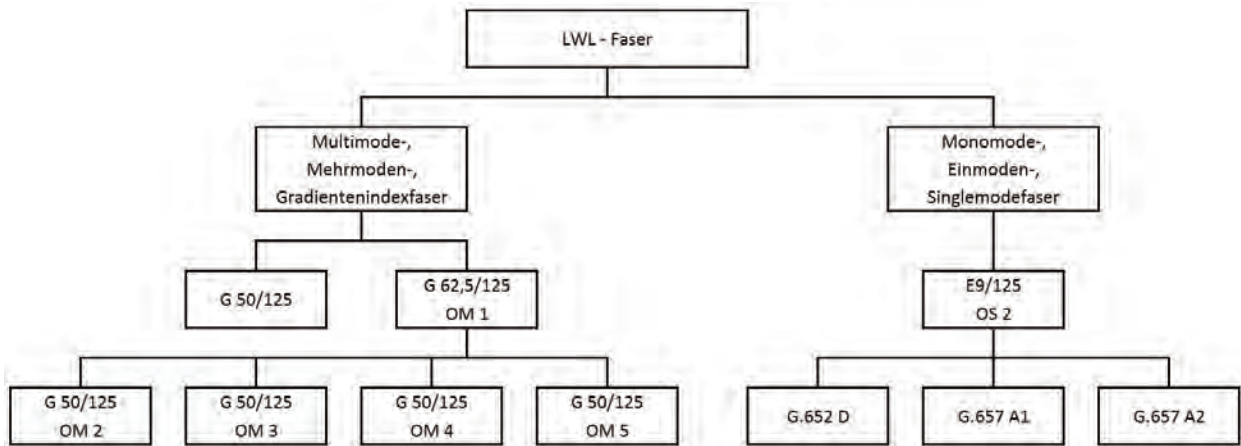 LWL - Faser
Multimode-,
Mehrmoden-,
Gradientenindexfaser
Monomode-,
Einmoden-,
Singlemodefaser
G 50/125
G 62,5/125
OM 1
E9/125
OS 2
G 50/125
OM 2
G 50/125
OM 3
G 50/125
OM 4
G 50/125
OM 5
G.652 D
G.657 A1
G.657 A2